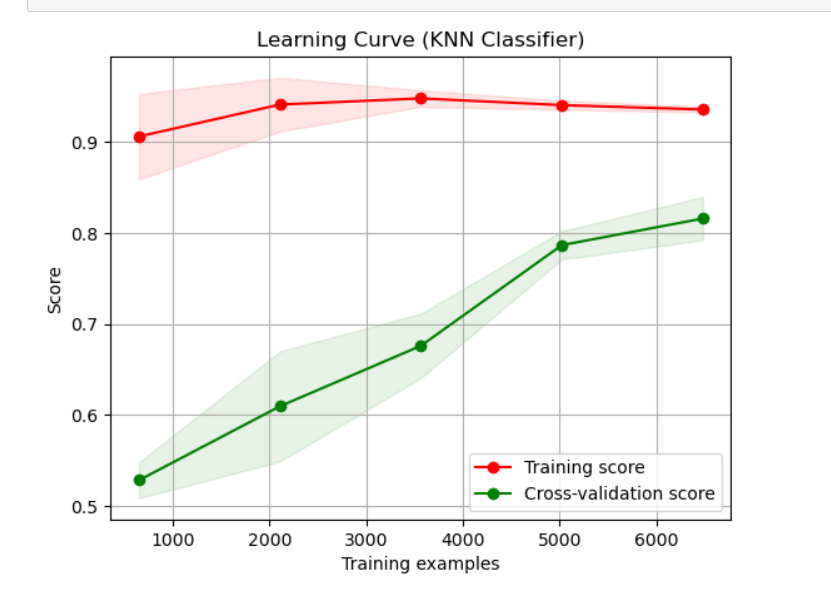 Learning Curve (KNN Classifier)
0.9
0.8
0.7
0.6
0.5
Score
Training score
Cross-validation score
1000 2000 3000 4000 5000 6000
Training examples